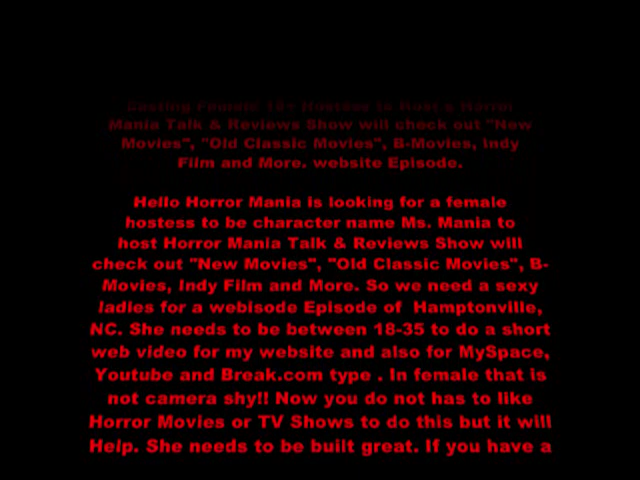 Casting Female 18+ Hostess to Host a Horror
Mania Talk & Reviews Show will check out "New
Movies", "Old Classic Movies", B-Movies, Indy
Film and More. website Episode.
Hello Horror Mania is looking for a female
hostess to be character name Ms. Mania to
host Horror Mania Talk & Reviews Show will
check out "New Movies", "Old Classic Movies", B-
Movies, Indy Film and More. So we need a sexy
ladies for a webisode Episode of Hamptonville,
NC. She needs to be between 18-35 to do a short
web video for my website and also for MySpace,
Youtube and Break.com type . In female that is
not camera shy!! Now you do not has to like
Horror Movies or TV Shows to do this but it will
Help. She needs to be built great. If you have a